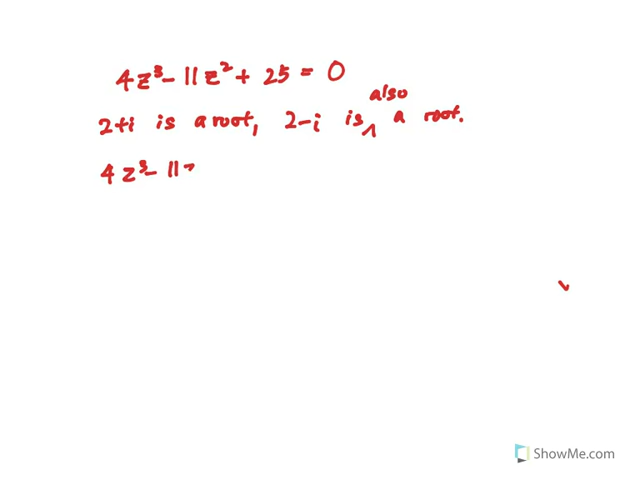 4z³ - 11z² + 25 = 0
2+i is a root, 2-i is also a root.
4z³ - 11
ShowMe.com